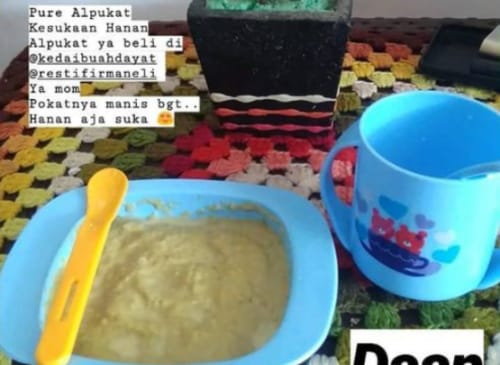 Pure Alpukat
Kesukaan Hanan
Alpukat ya beli di
@kedaibuahdayat
@restifirmaneli
Ya mom
Pokatnya manis bgt..
Hanan aja suka 😍